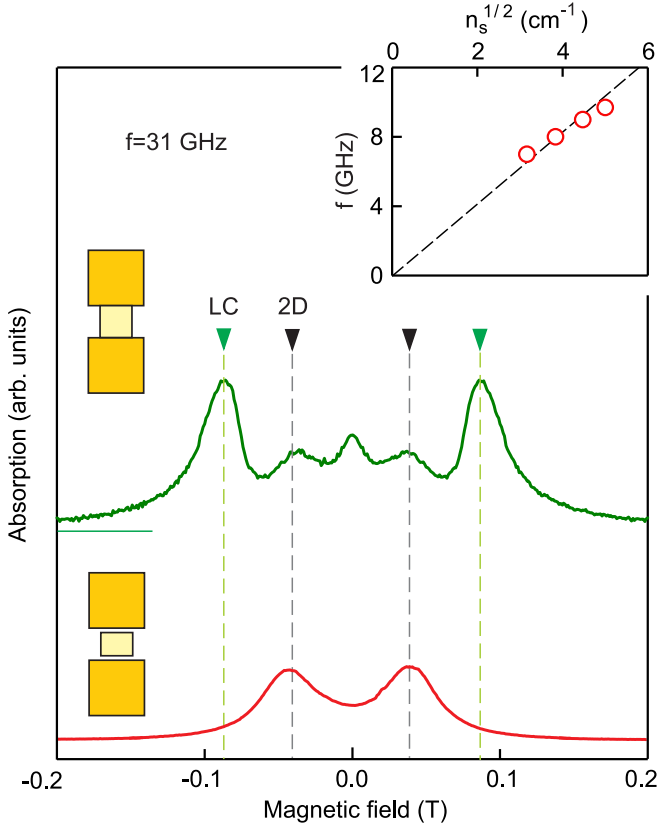 n_s^{1/2} (cm^{-1})
0 2 4 6
12
8
4
0
f (GHz)
f=31 GHz
LC 2D
Absorption (arb. units)
-0.2 -0.1 0.0 0.1 0.2
Magnetic field (T)